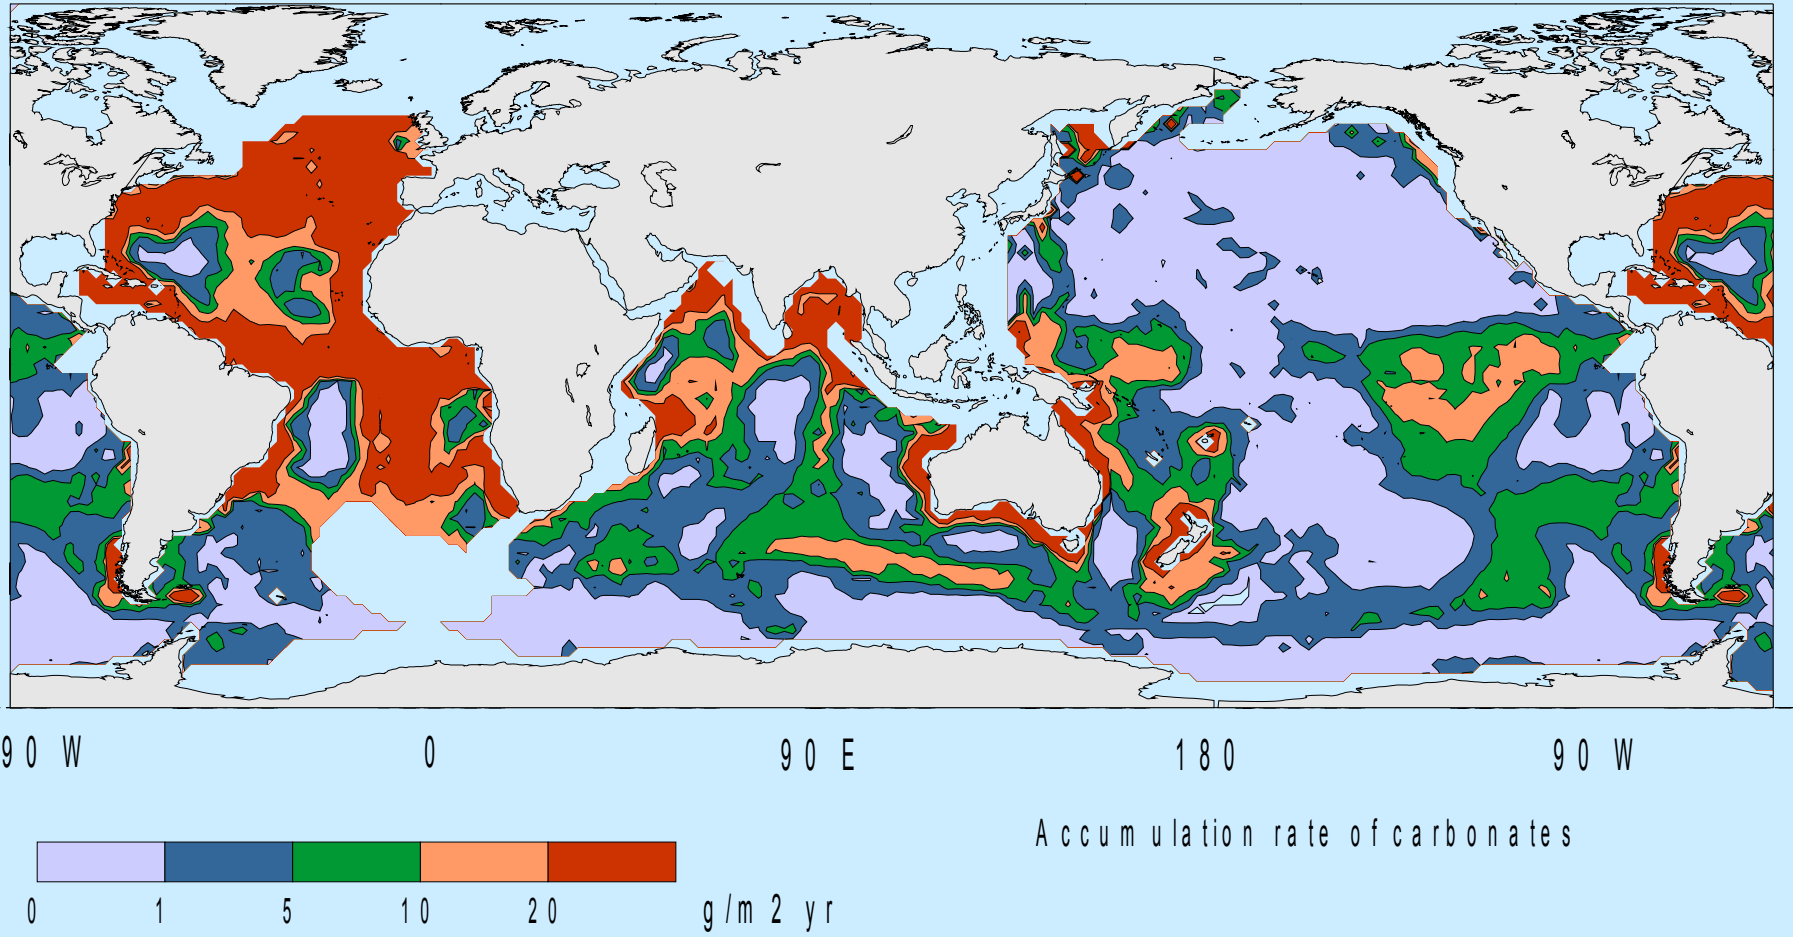 90 W 0 90 E 180 90 W
Accumulation rate of carbonates
0 1 5 10 20 g/m2 yr